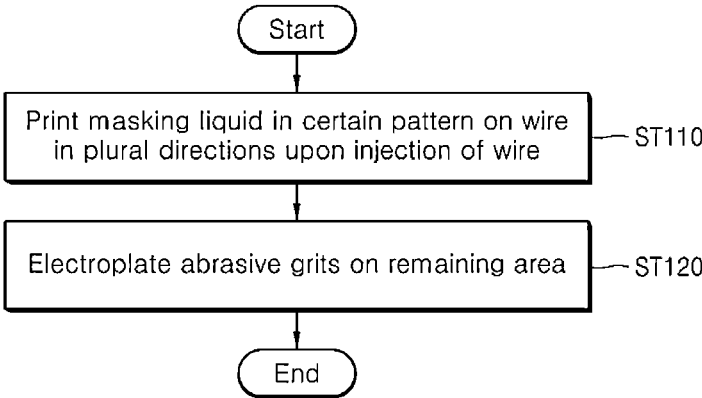 Start
Print masking liquid in certain pattern on wire
in plural directions upon injection of wire
ST110
Electroplate abrasive grits on remaining area
ST120
End